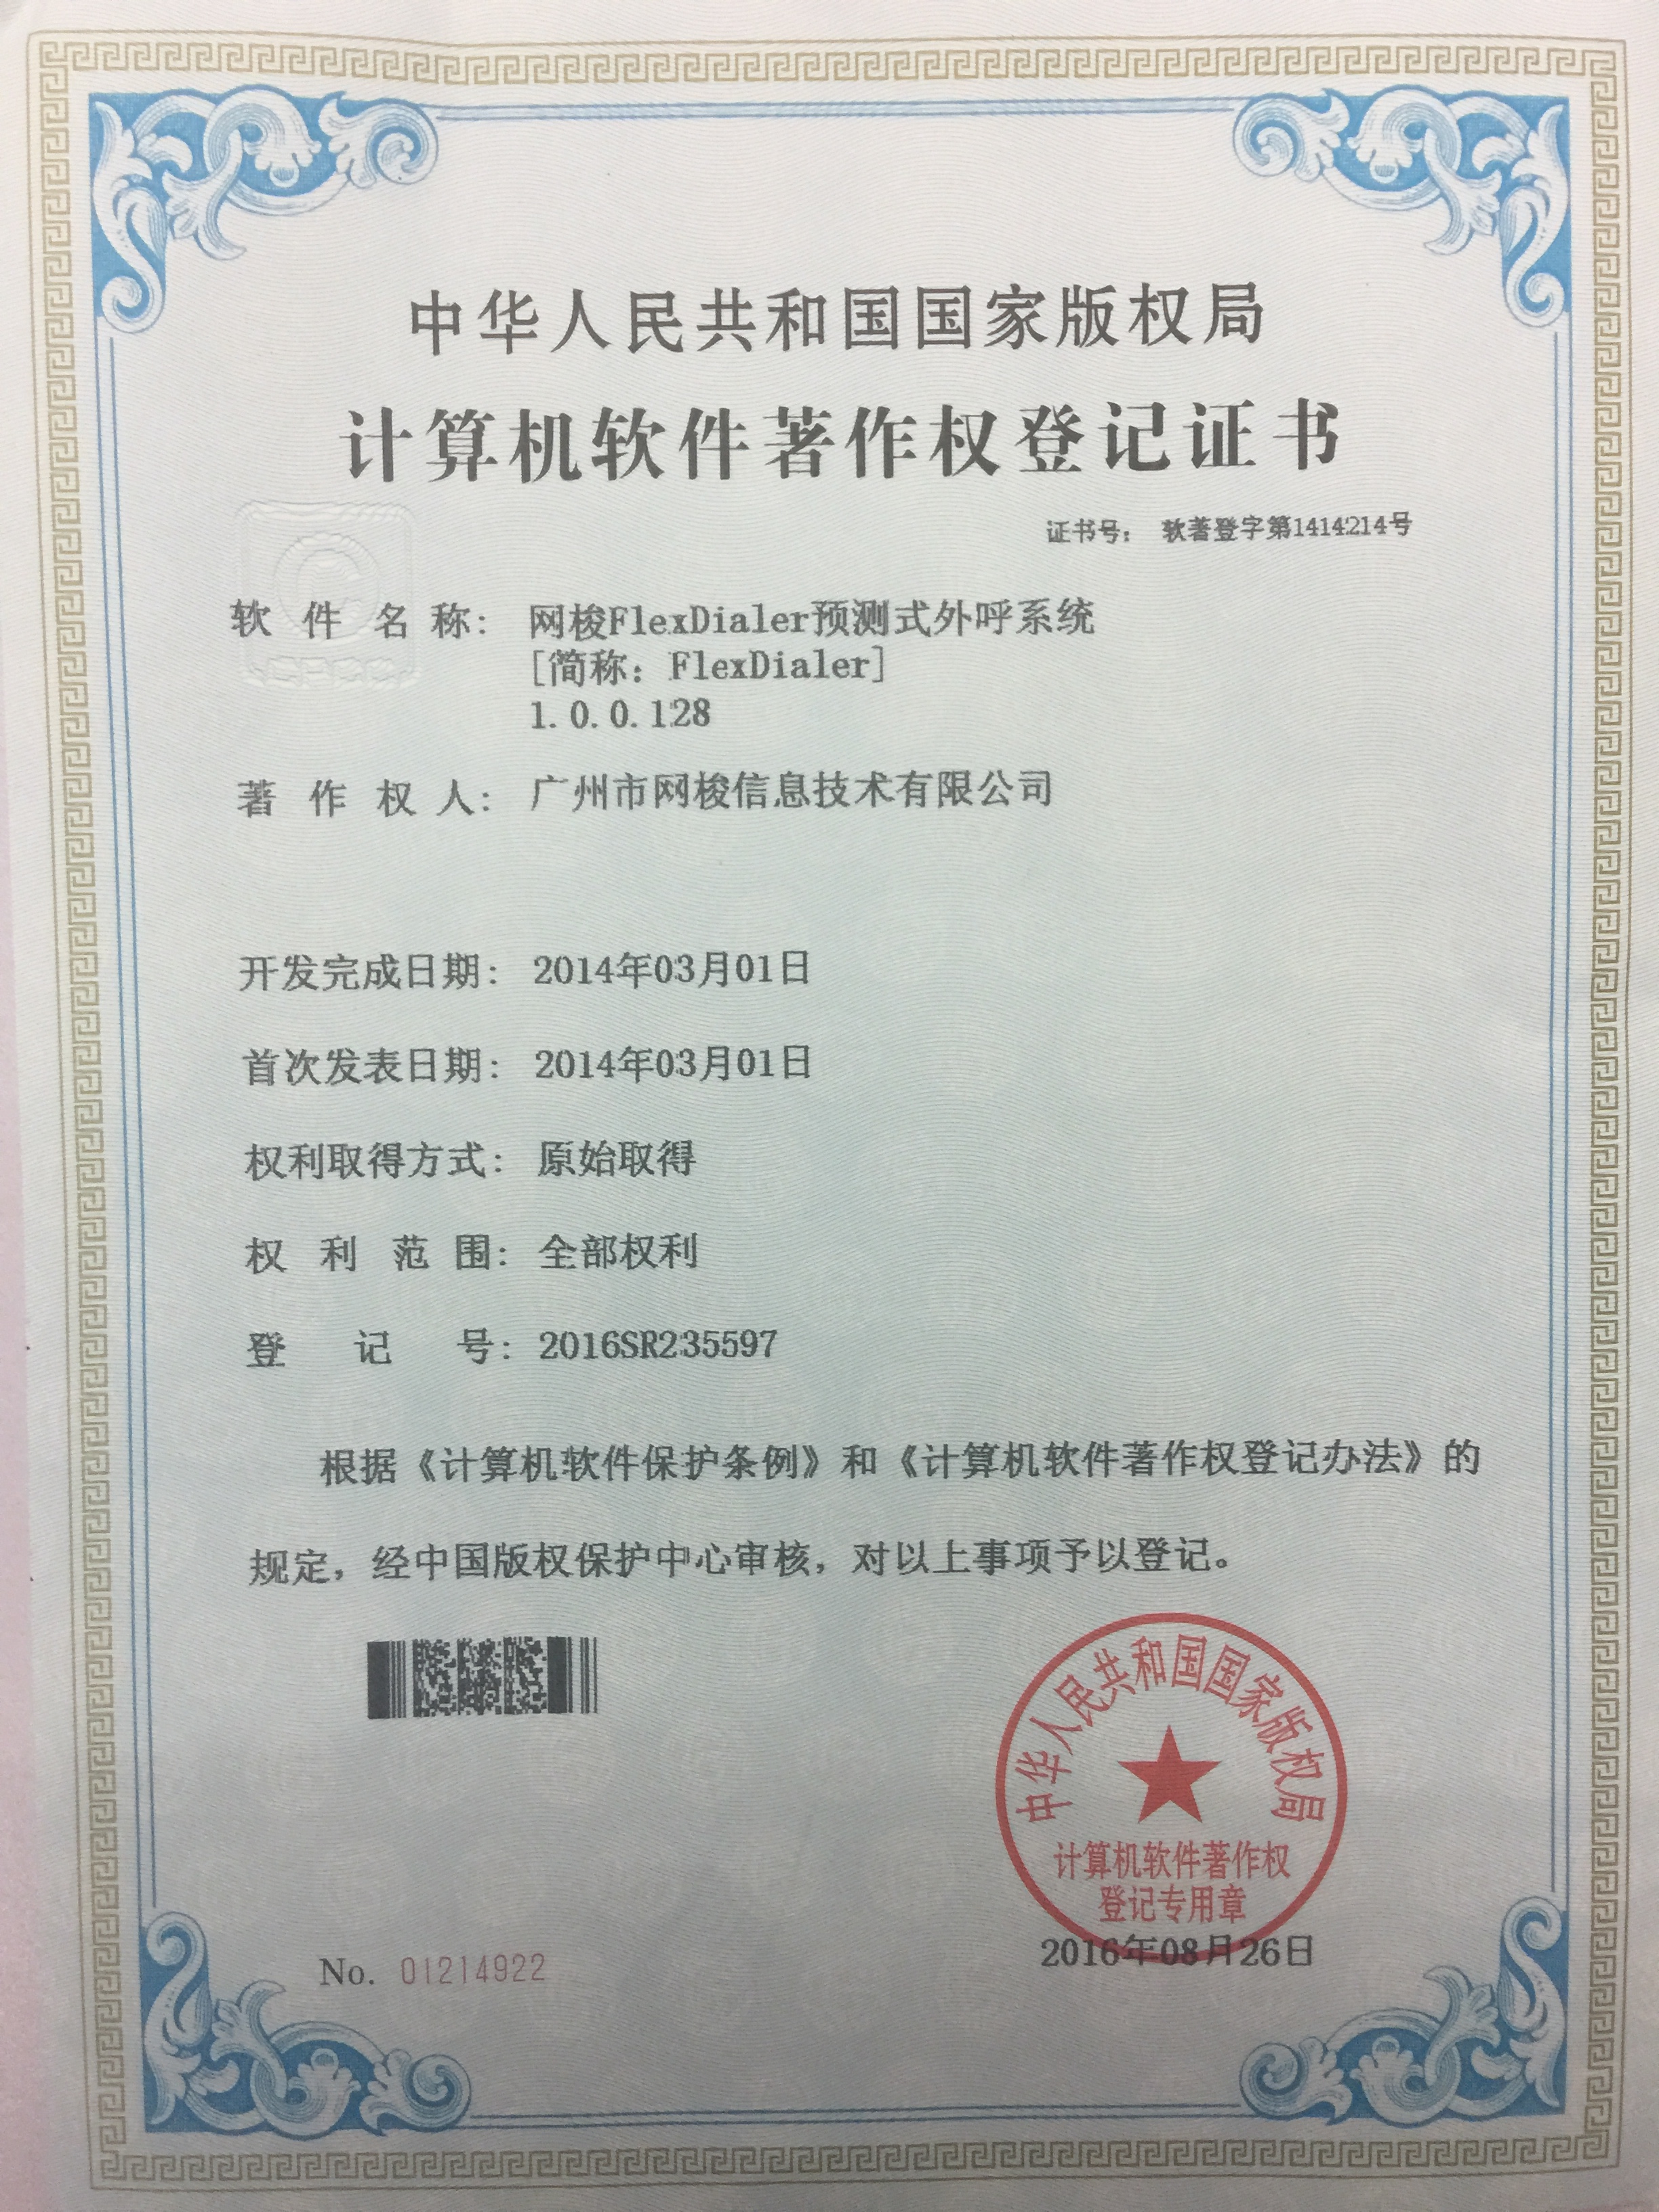 中华人民共和国国家版权局
计算机软件著作权登记证书
证书号： 软著登字第1414214号
软件名称： 网梭FlexDialer预测式外呼系统
[简称：FlexDialer]
1.0.0.128
著作权人： 广州市网梭信息技术有限公司
开发完成日期： 2014年03月01日
首次发表日期： 2014年03月01日
权利取得方式： 原始取得
权利范围： 全部权利
登记号： 2016SR235597
根据《计算机软件保护条例》和《计算机软件著作权登记办法》的
规定，经中国版权保护中心审核，对以上事项予以登记。
中华人民共和国国家版权局
计算机软件著作权
登记专用章
2016年08月26日
No. 01214922